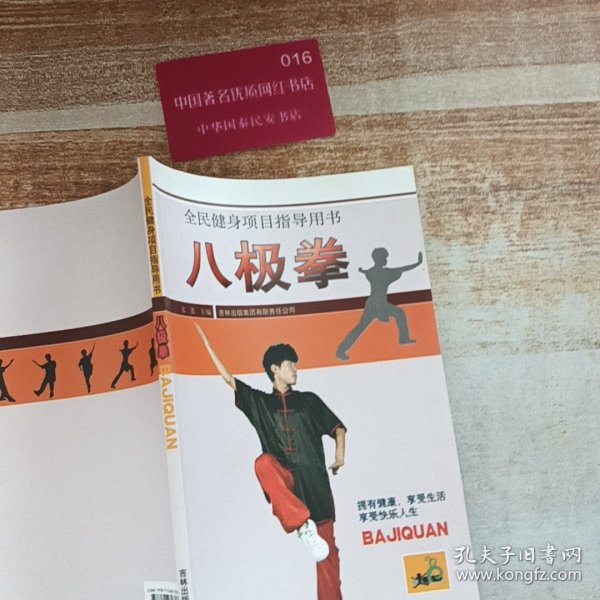 016
中国著名优质网红书店
中华国泰民安书店
全民健身项目指导用书
八极拳
主编
吉林出版集团有限责任公司
拥有健康，享受生活
享受快乐人生
BAJIQUAN
全民健身项目指导用书
八极拳
BAJIQUAN
吉林出版
孔夫子旧书网
www.kongfz.com